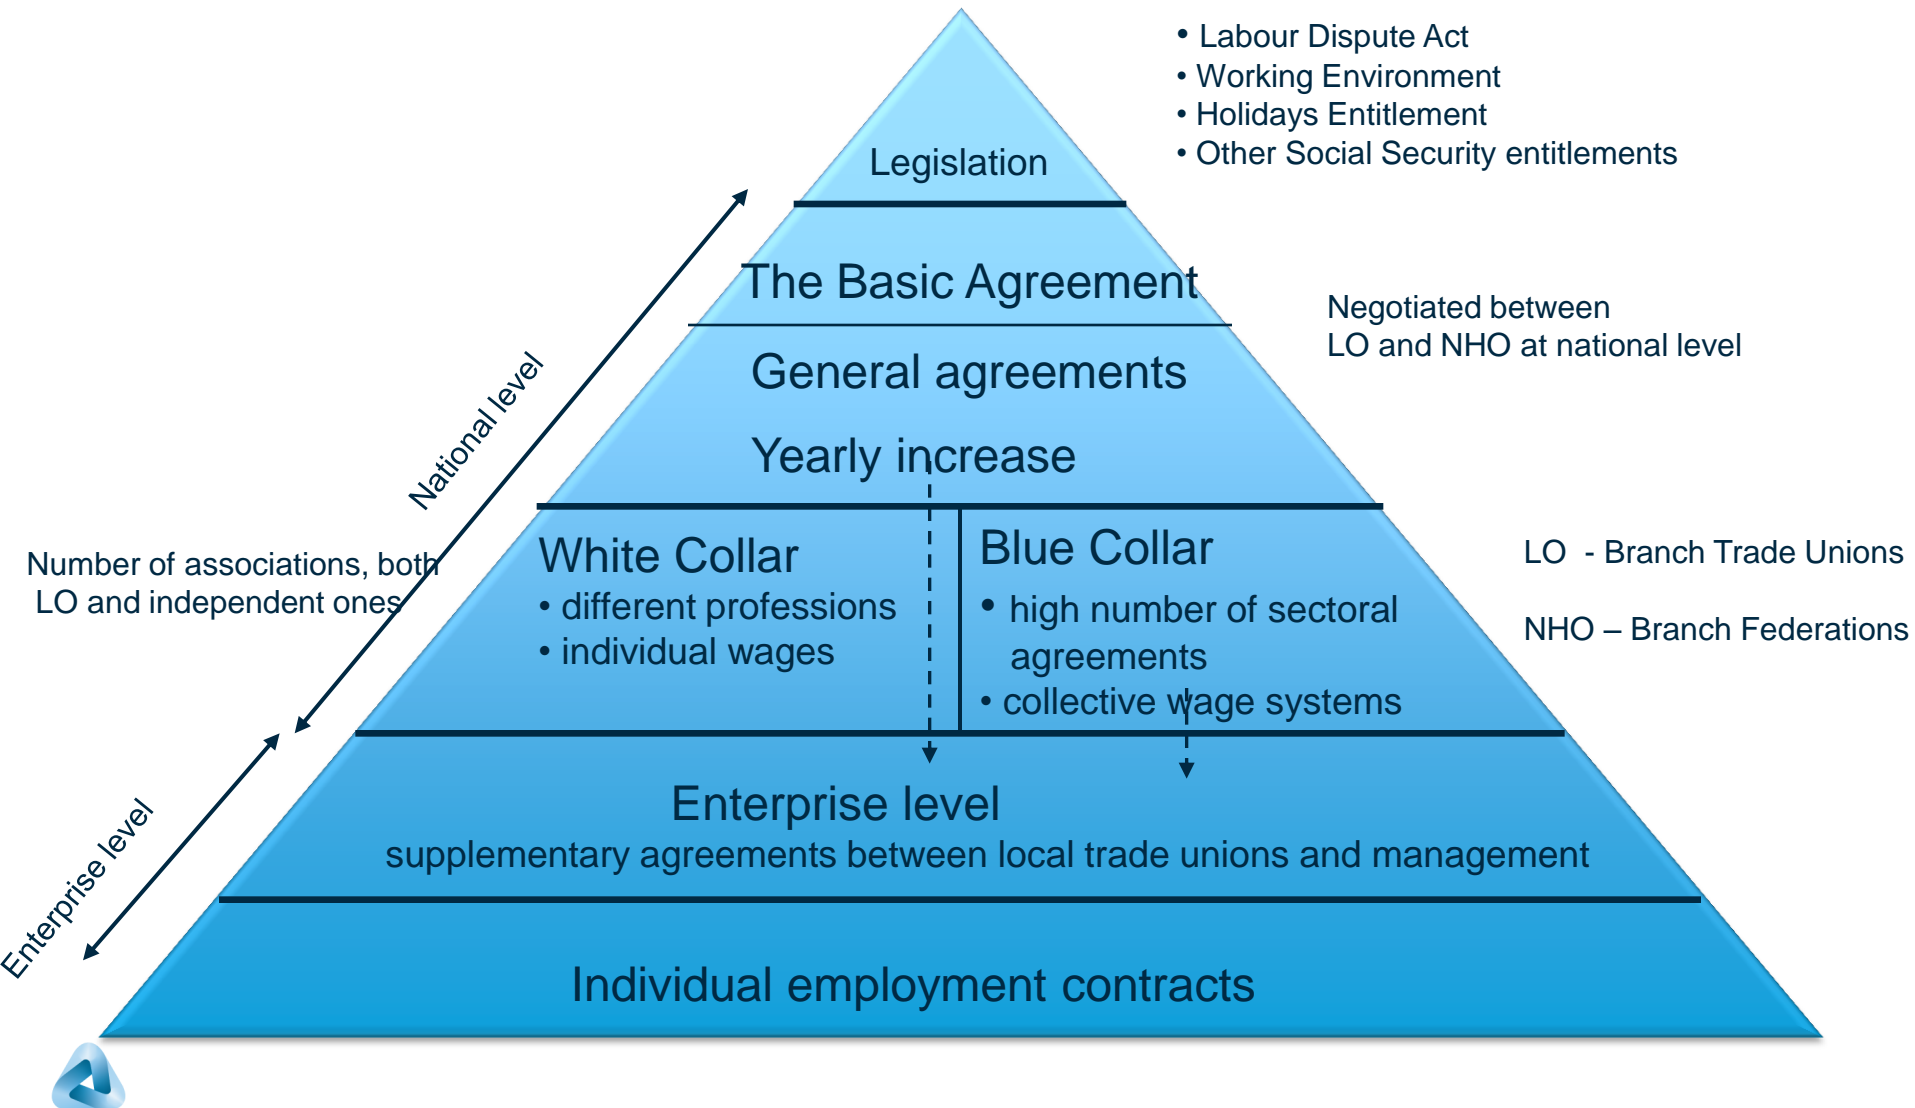 • Labour Dispute Act
• Working Environment
• Holidays Entitlement
• Other Social Security entitlements
Legislation
The Basic Agreement
Negotiated between
LO and NHO at national level
General agreements
Yearly increase
National level
Number of associations, both
LO and independent ones
White Collar
• different professions
• individual wages
Blue Collar
• high number of sectoral
agreements
• collective wage systems
LO - Branch Trade Unions
NHO – Branch Federations
Enterprise level
Enterprise level
supplementary agreements between local trade unions and management
Individual employment contracts